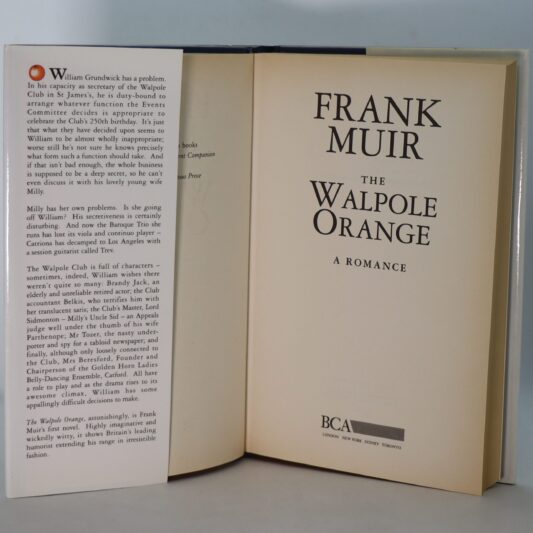 William Grundwick has a problem.
In his capacity as secretary of the Walpole
Club in St James's, he is duty-bound to
arrange whatever function the Events
Committee decides is appropriate to
celebrate the Club's 250th birthday. It's just
that what they have decided upon seems to
William to be almost wholly inappropriate;
worse still he's not sure he knows precisely
what form such a function should take. And
if that isn't bad enough, the whole business
is supposed to be a deep secret, so he can't
even discuss it with his lovely young wife
Milly.
Milly has her own problems. Is she going
off William? His secretiveness is certainly
disturbing. And now the Baroque Trio she
runs has lost its viola and continuo player –
Catriona has decamped to Los Angeles with
a session guitarist called Trev.
The Walpole Club is full of characters –
sometimes, indeed, William wishes there
weren't quite so many: Brandy Jack, an
elderly and unreliable retired actor; the Club
accountant Belkis, who terrifies him with
her translucent satis; the Club's Master, Lord
Sidmonton – Milly's Uncle Sid – an Appeals
judge well under the thumb of his wife
Parthenope; Mr Tozer, the nasty under-
porter and spy for a tabloid newspaper; and
finally, although only loosely connected to
the Club, Mrs Beresford, Founder and
Chairperson of the Golden Horn Ladies
Belly-Dancing Ensemble, Catford. All have
a role to play and as the drama rises to its
awesome climax, William has some
appallingly difficult decisions to make.
The Walpole Orange, astonishingly, is Frank
Muir's first novel. Highly imaginative and
wickedly witty, it shows Britain's leading
humorist extending his range in irresistible
fashion.
books
Companion
Prose
FRANK
MUIR
THE
WALPOLE
ORANGE
A ROMANCE
BCA
LONDON NEW YORK SYDNEY TORONTO